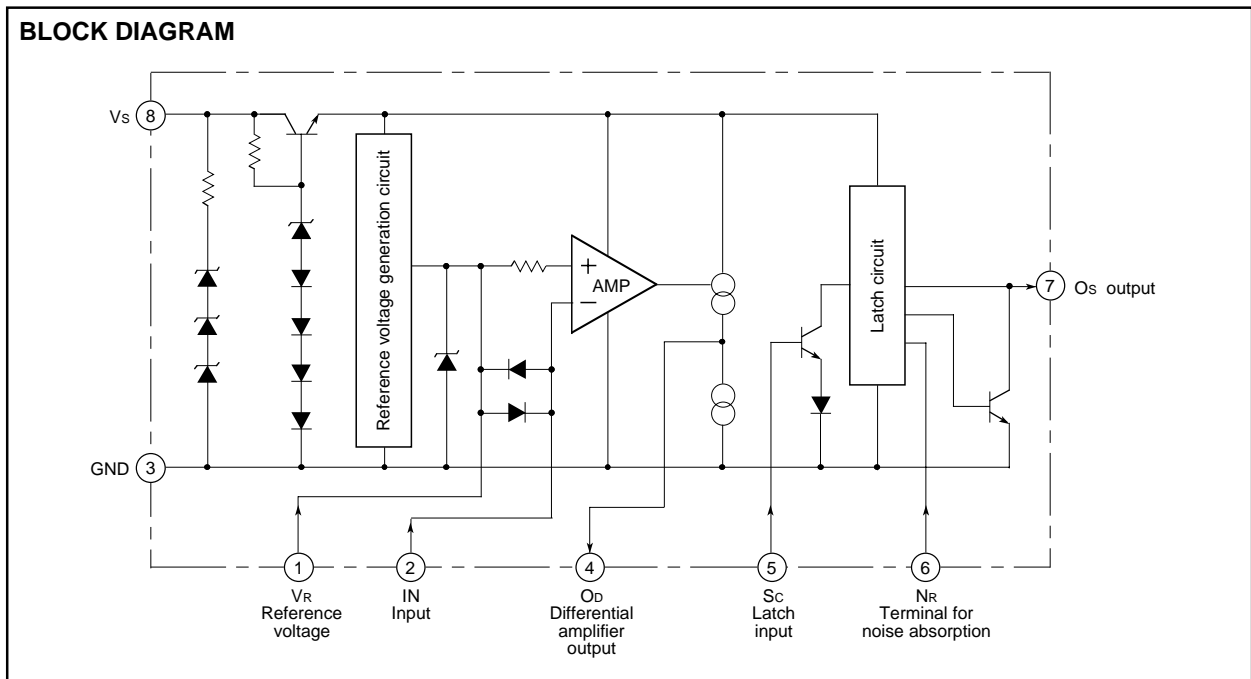 BLOCK DIAGRAM
Vs
8
Reference voltage generation circuit
+
AMP
−
Latch circuit
7
Os output
GND
3
1
2
4
5
6
VR
Reference
voltage
IN
Input
OD
Differential
amplifier
output
Sc
Latch
input
NR
Terminal for
noise absorption